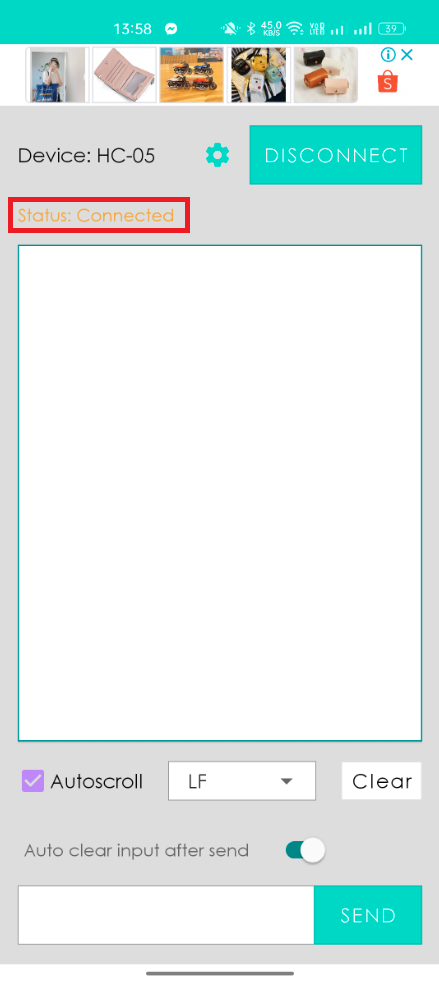 13:58 45.0 KB/S 39
Device: HC-05 DISCONNECT
Status: Connected
Autoscroll LF Clear
Auto clear input after send
SEND